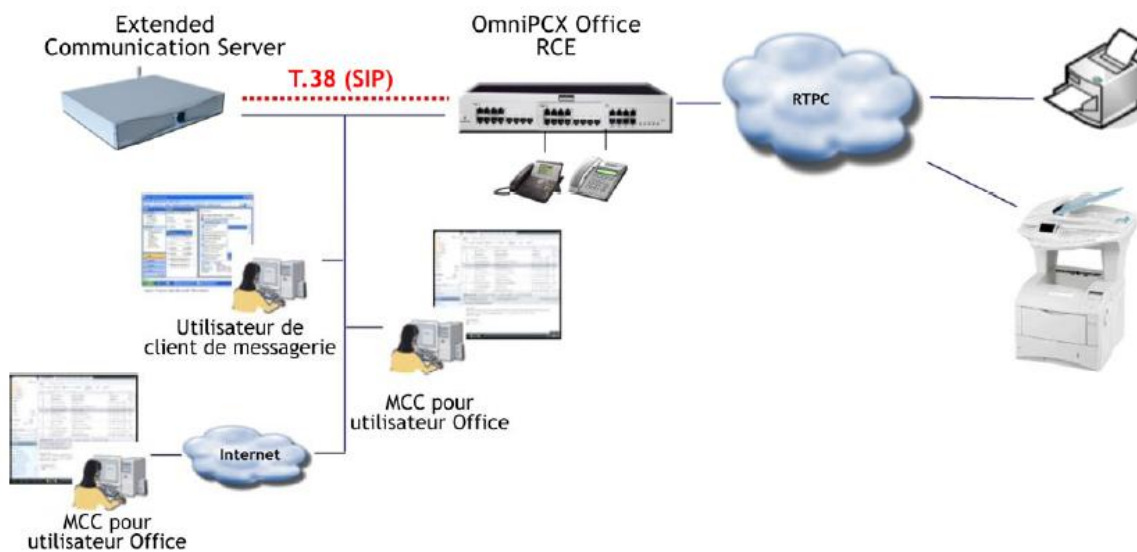 Extended
Communication Server
OmniPCX Office
RCE
T.38 (SIP)
RTPC
Utilisateur de
client de messagerie
MCC pour
utilisateur Office
Internet
MCC pour
utilisateur Office